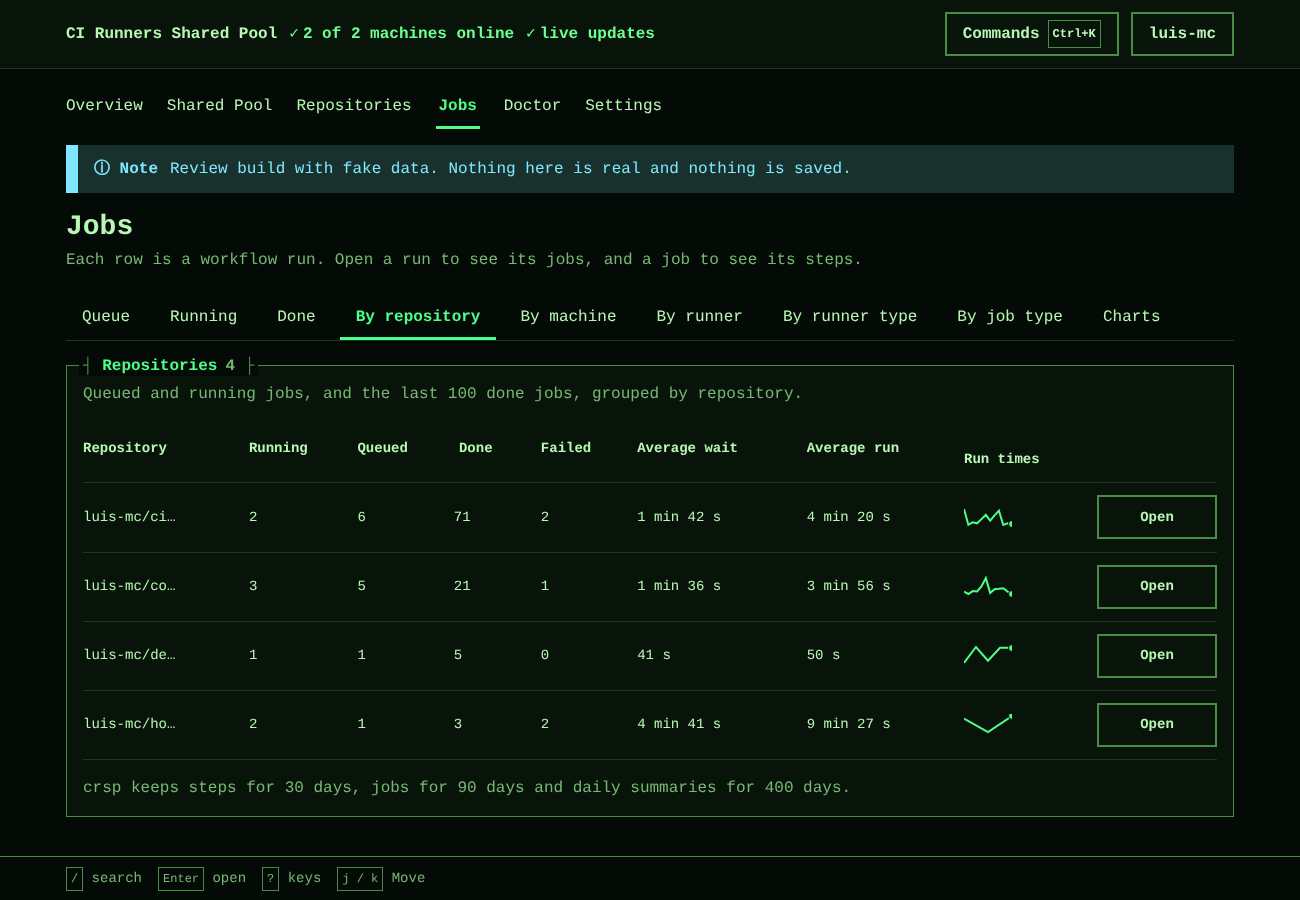 CI Runners Shared Pool ✓ 2 of 2 machines online ✓ live updates Commands Ctrl+K luis-mc
Overview Shared Pool Repositories Jobs Doctor Settings
ⓘ Note Review build with fake data. Nothing here is real and nothing is saved.
Jobs
Each row is a workflow run. Open a run to see its jobs, and a job to see its steps.
Queue Running Done By repository By machine By runner By runner type By job type Charts
Repositories 4
Queued and running jobs, and the last 100 done jobs, grouped by repository.
Repository Running Queued Done Failed Average wait Average run Run times
luis-mc/ci… 2 6 71 2 1 min 42 s 4 min 20 s Open
luis-mc/co… 3 5 21 1 1 min 36 s 3 min 56 s Open
luis-mc/de… 1 1 5 0 41 s 50 s Open
luis-mc/ho… 2 1 3 2 4 min 41 s 9 min 27 s Open
crsp keeps steps for 30 days, jobs for 90 days and daily summaries for 400 days.
/ search Enter open ? keys j / k Move